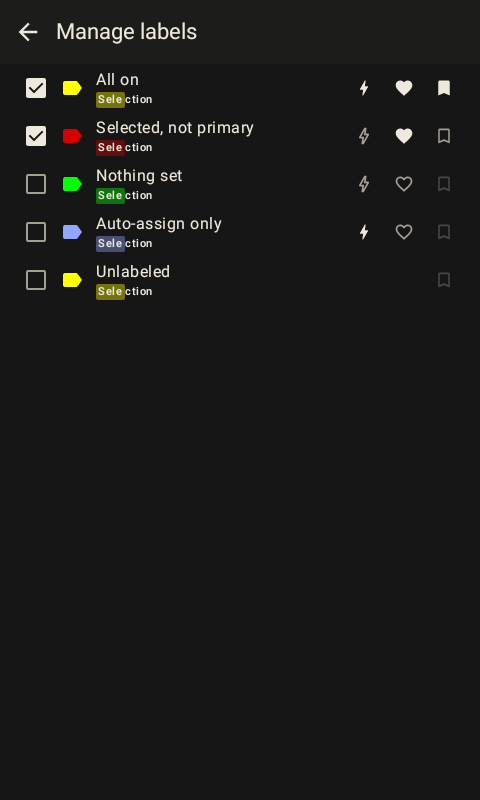 Manage labels
All on
Selection
Selected, not primary
Selection
Nothing set
Selection
Auto-assign only
Selection
Unlabeled
Selection